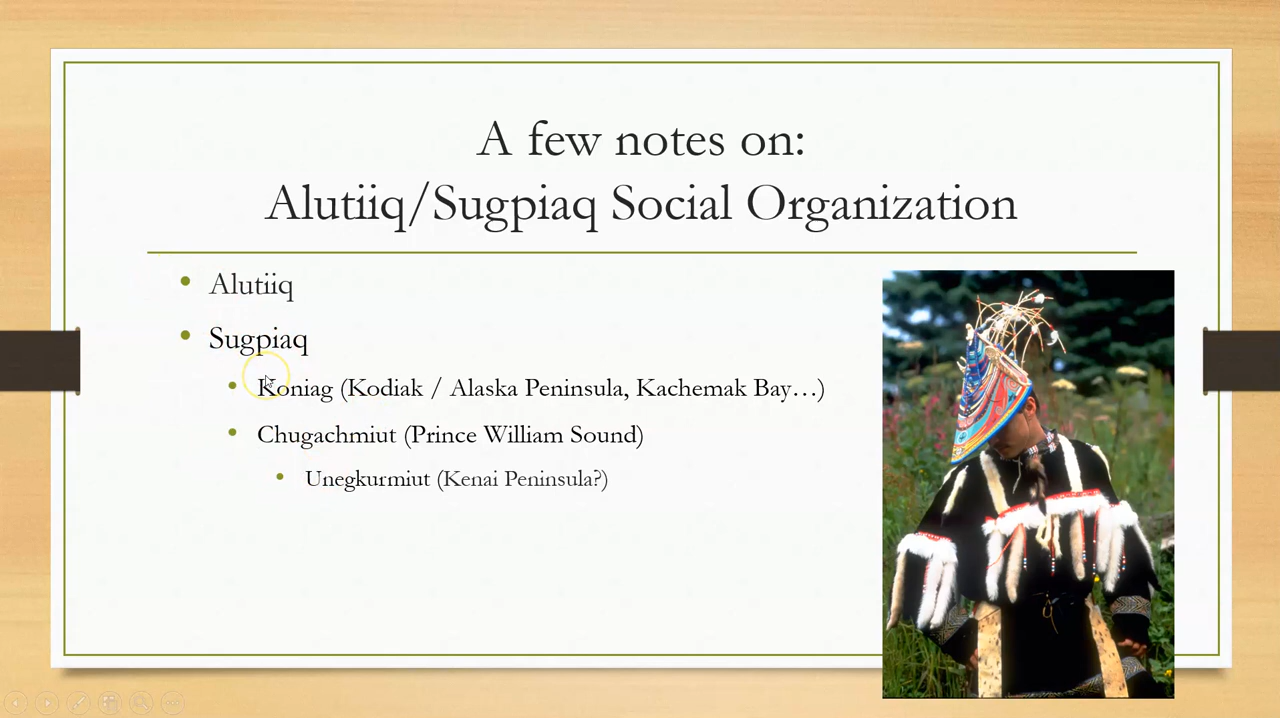 A few notes on:
Alutiiq/Sugpiaq Social Organization
• Alutiiq
• Sugpiaq
• Koniag (Kodiak / Alaska Peninsula, Kachemak Bay…)
• Chugachmiut (Prince William Sound)
• Unegkurmiut (Kenai Peninsula?)